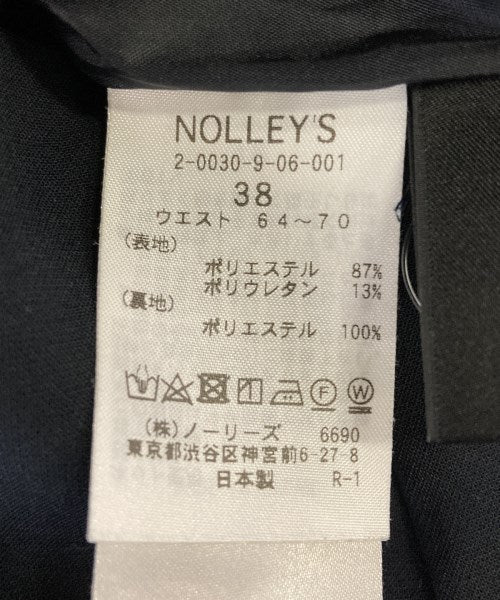 NOLLEY'S
2-0030-9-06-001
38
ウエスト 64～70
(表地)
ポリエステル 87%
ポリウレタン 13%
(裏地)
ポリエステル 100%
F W
(株)ノーリーズ 6690
東京都渋谷区神宮前6-27-8
日本製 R-1